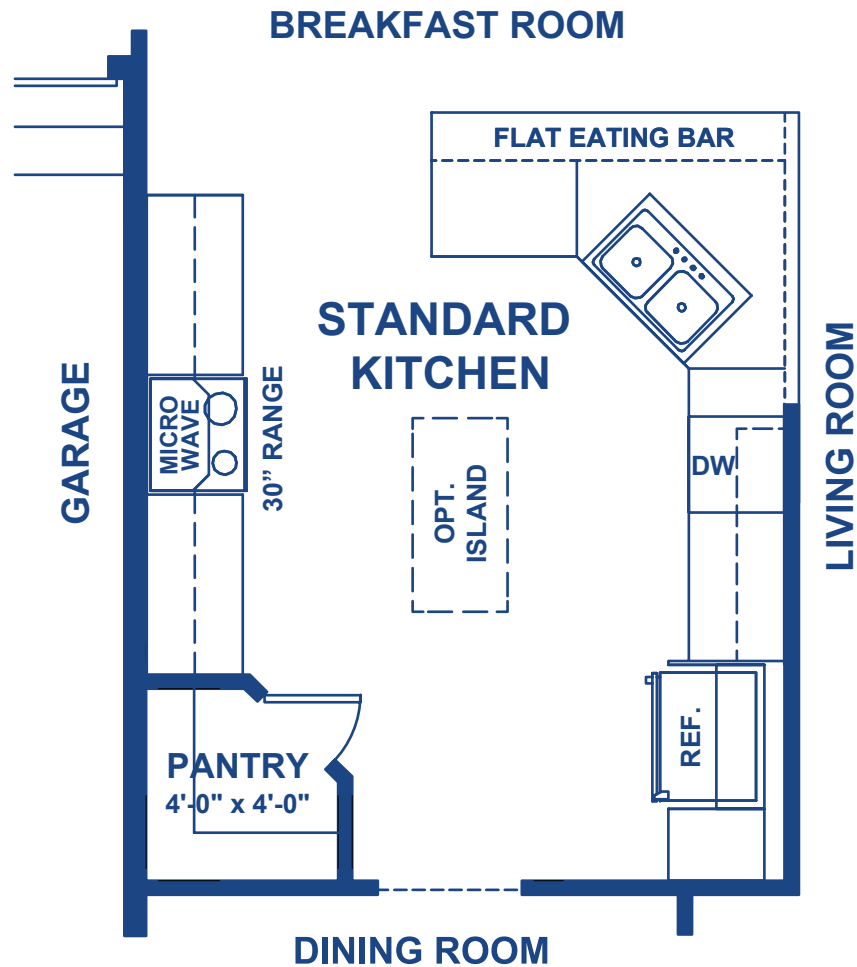 BREAKFAST ROOM
FLAT EATING BAR
STANDARD
KITCHEN
GARAGE
MICRO
WAVE
30” RANGE
OPT.
ISLAND
DW
LIVING ROOM
REF.
PANTRY
4'-0" x 4'-0"
DINING ROOM